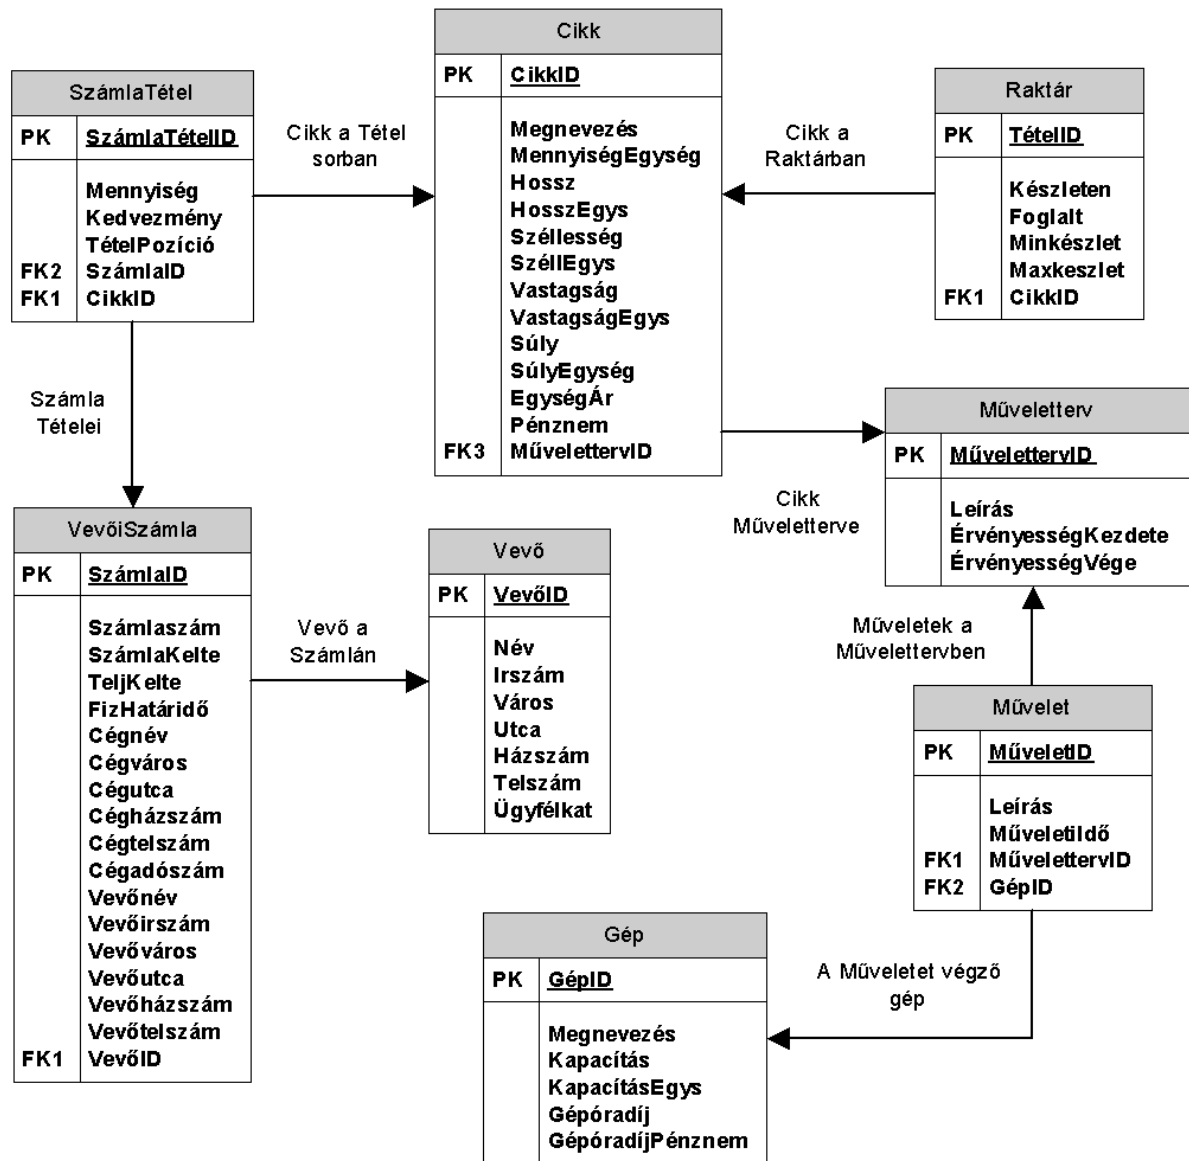 Cikk
PK CikkID
Megnevezés
MennyiségEgység
Hossz
HosszEgys
Széllesség
SzéllEgys
Vastagság
VastagságEgys
Súly
SúlyEgység
EgységÁr
Pénznem
FK3 MűvelettervID
SzámlaTétel
PK SzámlaTételID
Mennyiség
Kedvezmény
TételPozíció
FK2 SzámlaID
FK1 CikkID
Cikk a Tétel
sorban
Cikk a
Raktárban
Raktár
PK TételID
Készleten
Foglalt
Minkészlet
Maxkeszlet
FK1 CikkID
Számla
Tételei
Műveletterv
PK MűvelettervID
Leírás
ÉrvényességKezdete
ÉrvényességVége
Cikk
Műveletterve
VevőiSzámla
PK SzámlaID
Számlaszám
SzámlaKelte
TeljKelte
FizHatáridő
Cégnév
Cégváros
Cégutca
Cégházszám
Cégtelszám
Cégadószám
Vevőnév
Vevőirszám
Vevőváros
Vevőutca
Vevőházszám
Vevőtelszám
FK1 VevőID
Vevő a
Számlán
Vevő
PK VevőID
Név
Irszám
Város
Utca
Házszám
Telszám
Ügyfélkat
Műveletek a
Művelettervben
Művelet
PK MűveletID
Leírás
MűveletiIdő
FK1 MűvelettervID
FK2 GépID
A Műveletet végző
gép
Gép
PK GépID
Megnevezés
Kapacítás
KapacításEgys
Gépóradíj
GépóradíjPénznem